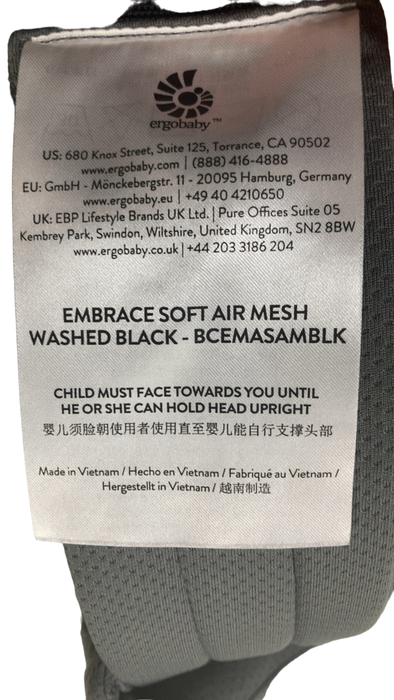 ergobaby™
US: 680 Knox Street, Suite 125, Torrance, CA 90502
www.ergobaby.com | (888) 416-4888
EU: GmbH - Mönckebergstr. 11 - 20095 Hamburg, Germany
www.ergobaby.eu | +49 40 4210650
UK: EBP Lifestyle Brands UK Ltd. | Pure Offices Suite 05
Kembrey Park, Swindon, Wiltshire, United Kingdom, SN2 8BW
www.ergobaby.co.uk | +44 203 3186 204
EMBRACE SOFT AIR MESH
WASHED BLACK - BCEMASAMBLK
CHILD MUST FACE TOWARDS YOU UNTIL
HE OR SHE CAN HOLD HEAD UPRIGHT
婴儿须脸朝使用者使用直至婴儿能自行支撑头部
Made in Vietnam / Hecho en Vietnam / Fabriqué au Vietnam /
Hergestellt in Vietnam / 越南制造